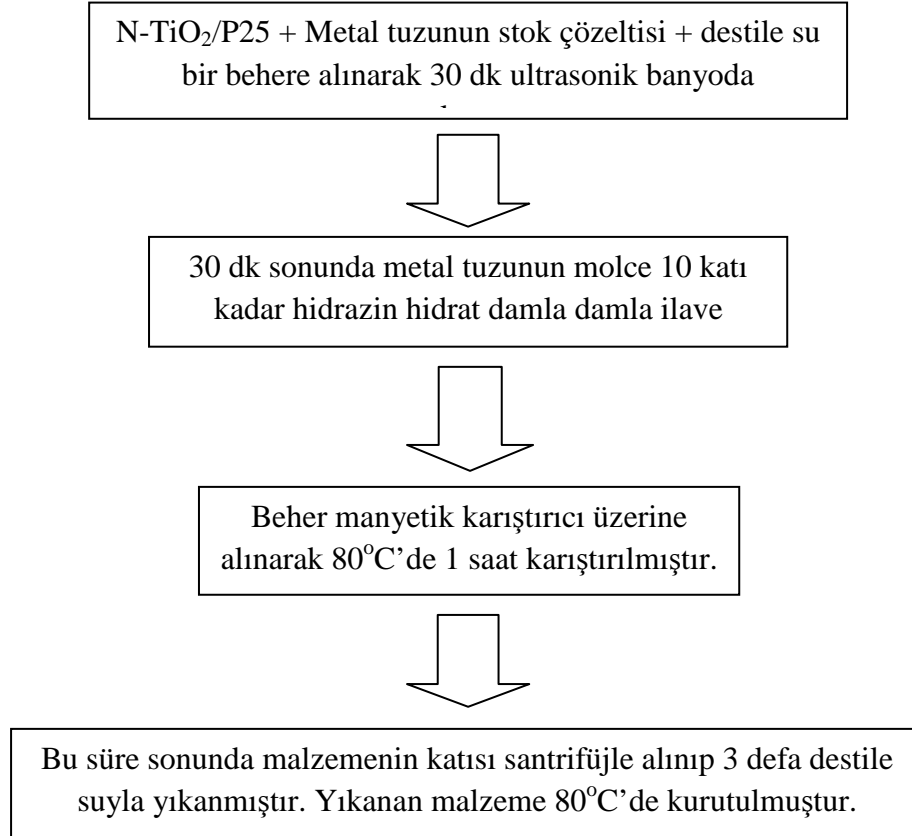 N-TiO₂/P25 + Metal tuzunun stok çözeltisi + destile su
bir behere alınarak 30 dk ultrasonik banyoda
30 dk sonunda metal tuzunun molce 10 katı
kadar hidrazin hidrat damla damla ilave
Beher manyetik karıştırıcı üzerine
alınarak 80°C’de 1 saat karıştırılmıştır.
Bu süre sonunda malzemenin katısı santrifüjle alınıp 3 defa destile
suyla yıkanmıştır. Yıkanan malzeme 80°C’de kurutulmuştur.